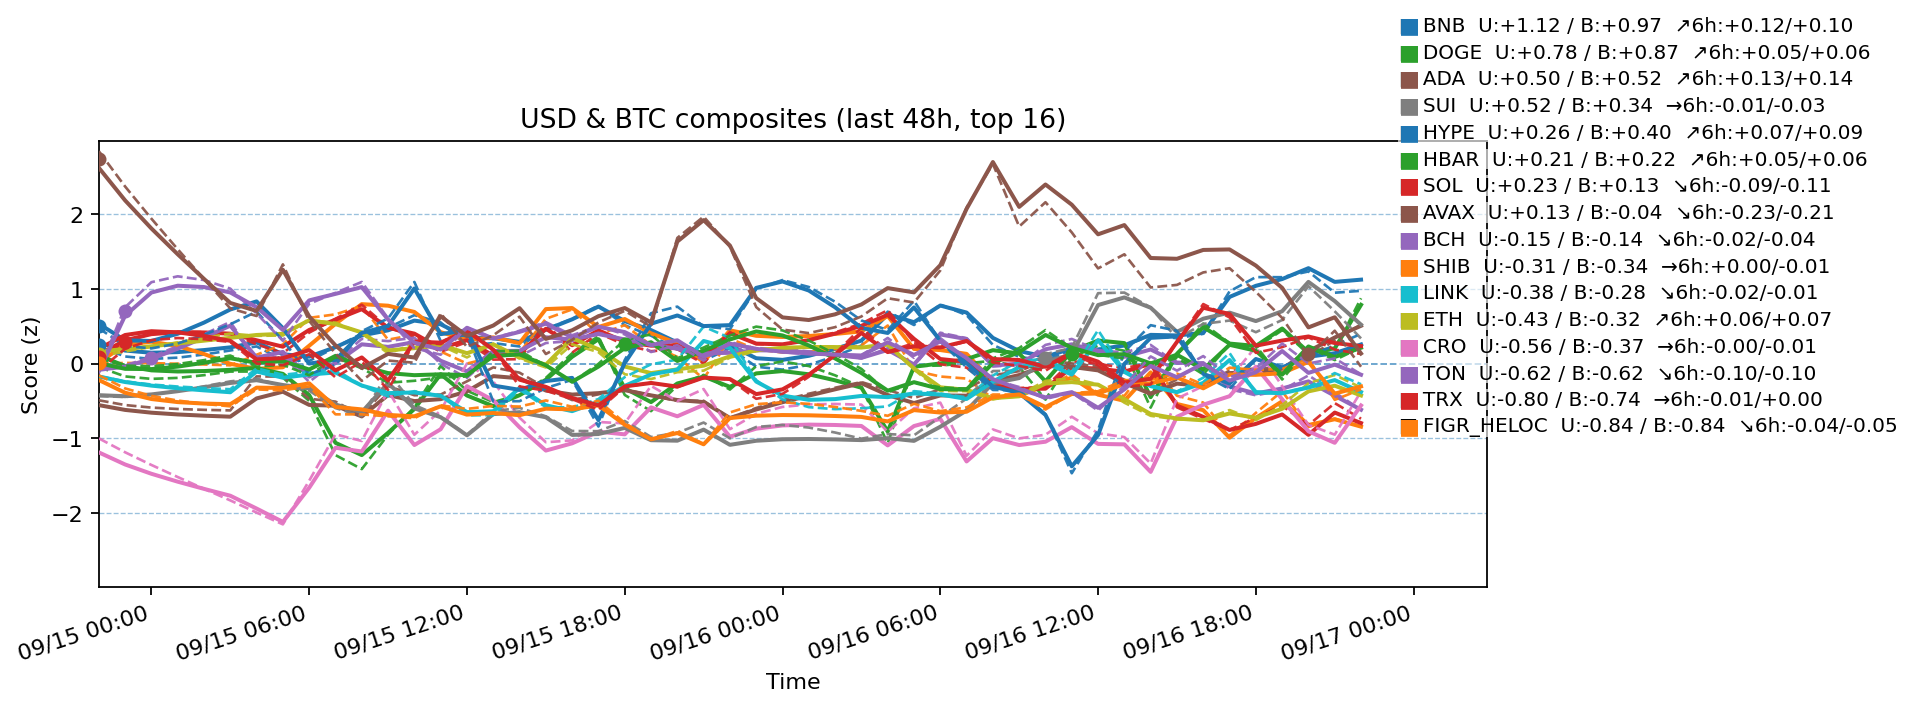 BNB U:+1.12 / B:+0.97 ↗6h:+0.12/+0.10
DOGE U:+0.78 / B:+0.87 ↗6h:+0.05/+0.06
ADA U:+0.50 / B:+0.52 ↗6h:+0.13/+0.14
SUI U:+0.52 / B:+0.34 →6h:-0.01/-0.03
HYPE U:+0.26 / B:+0.40 ↗6h:+0.07/+0.09
HBAR U:+0.21 / B:+0.22 ↗6h:+0.05/+0.06
SOL U:+0.23 / B:+0.13 ↘6h:-0.09/-0.11
AVAX U:+0.13 / B:-0.04 ↘6h:-0.23/-0.21
BCH U:-0.15 / B:-0.14 ↘6h:-0.02/-0.04
SHIB U:-0.31 / B:-0.34 →6h:+0.00/-0.01
LINK U:-0.38 / B:-0.28 ↘6h:-0.02/-0.01
ETH U:-0.43 / B:-0.32 ↗6h:+0.06/+0.07
CRO U:-0.56 / B:-0.37 →6h:-0.00/-0.01
TON U:-0.62 / B:-0.62 ↘6h:-0.10/-0.10
TRX U:-0.80 / B:-0.74 →6h:-0.01/+0.00
FIGR_HELOC U:-0.84 / B:-0.84 ↘6h:-0.04/-0.05
USD & BTC composites (last 48h, top 16)
Score (z)
2
1
0
−1
−2
09/15 00:00
09/15 06:00
09/15 12:00
09/15 18:00
09/16 00:00
09/16 06:00
09/16 12:00
09/16 18:00
09/17 00:00
Time